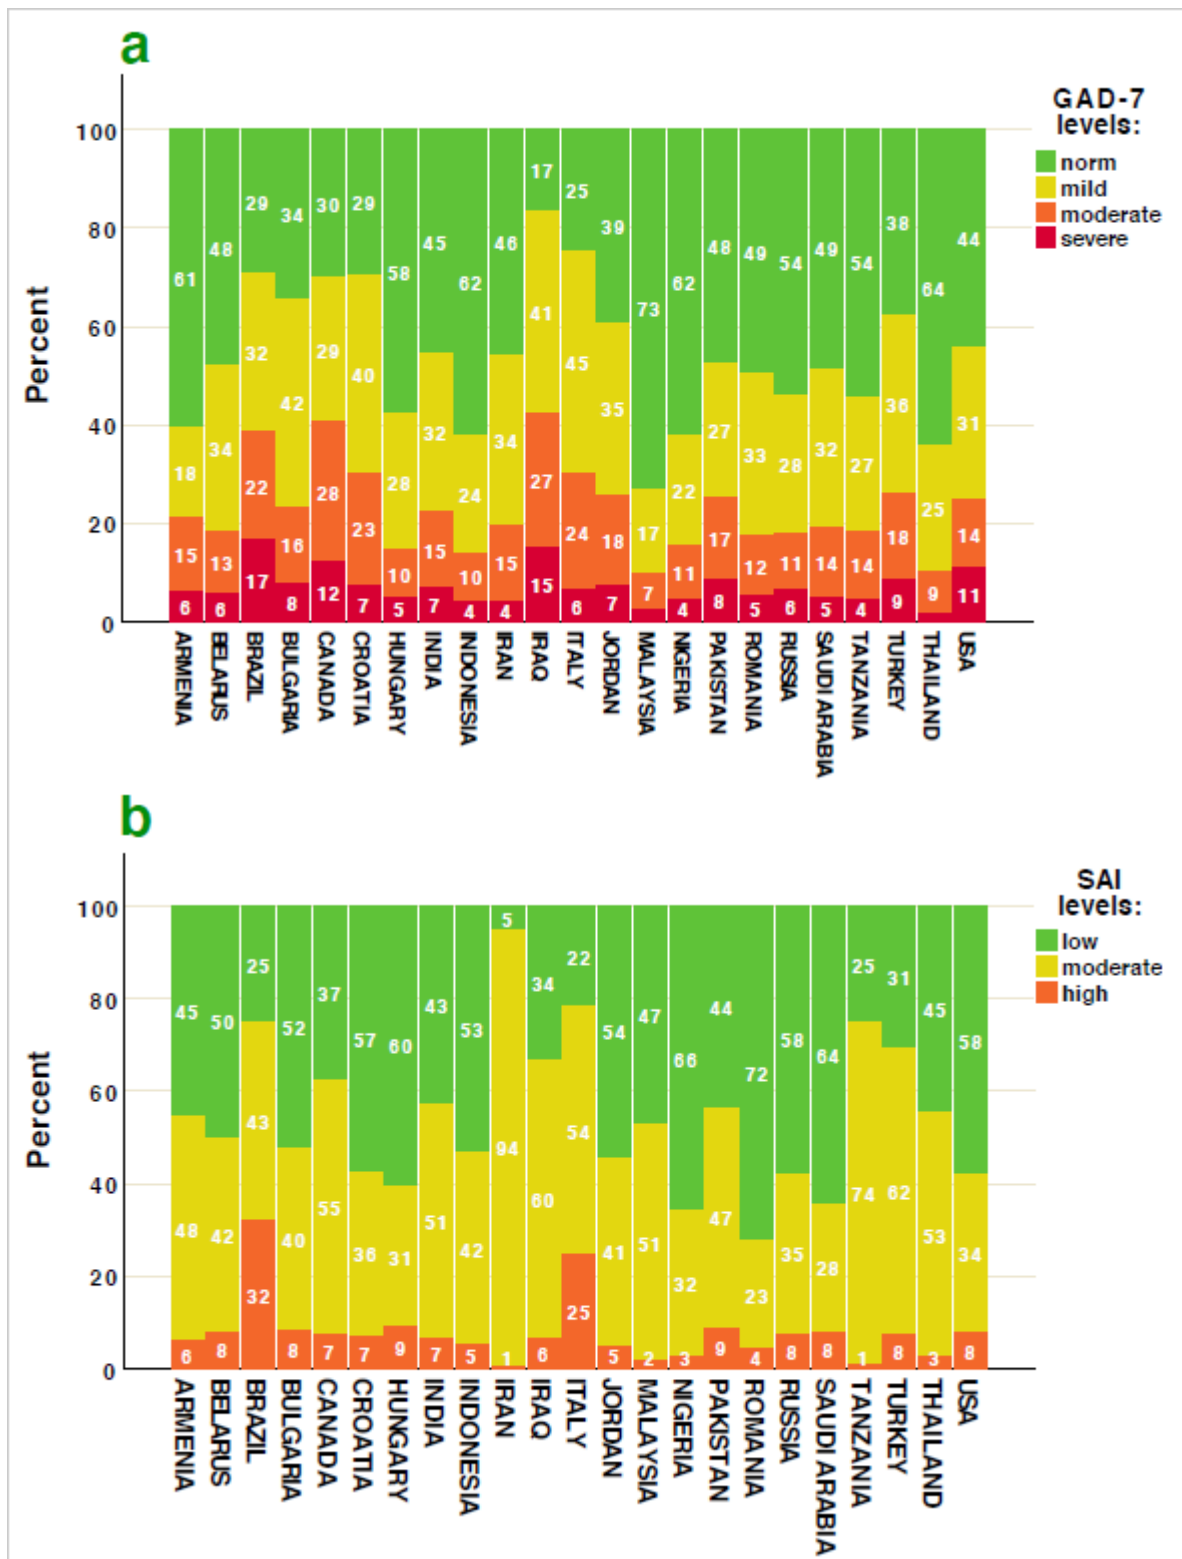 a
GAD-7
levels:
norm
mild
moderate
severe
Percent
100
80
60
40
20
0
61 18 15 6
48 34 13 6
29 32 22 17
34 42 16 8
30 29 28 12
29 40 23 7
58 28 10 5
45 32 15 7
62 24 10 4
46 34 15 4
17 41 27 15
25 45 24 6
39 35 18 7
73 17 7
62 22 11 4
48 27 17 8
49 33 12 5
54 28 11 6
49 32 14 5
54 27 14 4
38 36 18 9
64 25 9
44 31 14 11
ARMENIA
BELARUS
BRAZIL
BULGARIA
CANADA
CROATIA
HUNGARY
INDIA
INDONESIA
IRAN
IRAQ
ITALY
JORDAN
MALAYSIA
NIGERIA
PAKISTAN
ROMANIA
RUSSIA
SAUDI ARABIA
TANZANIA
TURKEY
THAILAND
USA
b
SAI
levels:
low
moderate
high
Percent
100
80
60
40
20
0
45 48 6
50 42 8
25 43 32
52 40 8
37 55 7
57 36 7
60 31 9
43 51 7
53 42 5
5 94 1
34 60 6
22 54 25
54 41 5
47 51 2
66 32 3
44 47 9
72 23 4
58 35 8
64 28 8
25 74 1
31 62 8
45 53 3
58 34 8
ARMENIA
BELARUS
BRAZIL
BULGARIA
CANADA
CROATIA
HUNGARY
INDIA
INDONESIA
IRAN
IRAQ
ITALY
JORDAN
MALAYSIA
NIGERIA
PAKISTAN
ROMANIA
RUSSIA
SAUDI ARABIA
TANZANIA
TURKEY
THAILAND
USA